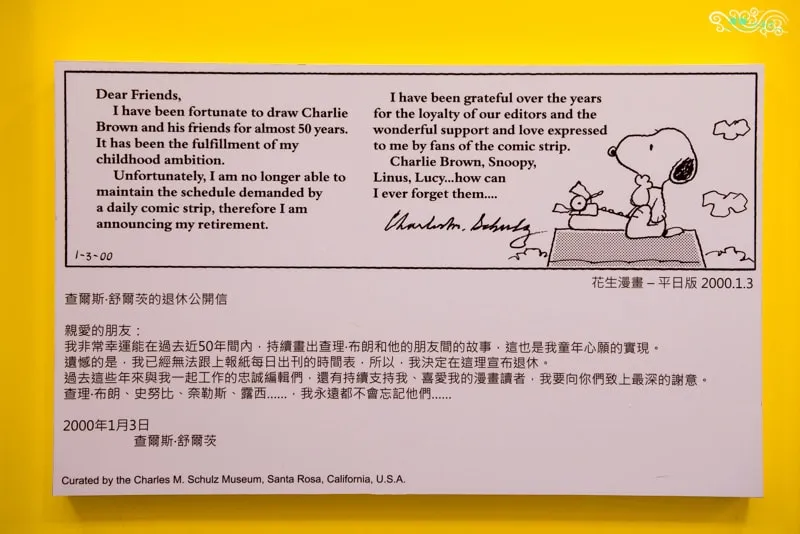 Dear Friends,
I have been fortunate to draw Charlie
Brown and his friends for almost 50 years.
It has been the fulfillment of my
childhood ambition.
Unfortunately, I am no longer able to
maintain the schedule demanded by
a daily comic strip, therefore I am
announcing my retirement.
1-3-00
I have been grateful over the years
for the loyalty of our editors and the
wonderful support and love expressed
to me by fans of the comic strip.
Charlie Brown, Snoopy,
Linus, Lucy...how can
I ever forget them....
Charles M. Schulz
花生漫畫 – 平日版 2000.1.3
查爾斯·舒爾茨的退休公開信
親愛的朋友：
我非常幸運能在過去近50年間內，持續畫出查理·布朗和他的朋友間的故事，這也是我童年心願的實現。
遺憾的是，我已經無法跟上報紙每日出刊的時間表，所以，我決定在這理宣布退休。
過去這些年來與我一起工作的忠誠編輯們，還有持續支持我、喜愛我的漫畫讀者，我要向你們致上最深的謝意。
查理·布朗、史努比、奈勒斯、露西......，我永遠都不會忘記他們......
2000年1月3日
查爾斯·舒爾茨
Curated by the Charles M. Schulz Museum, Santa Rosa, California, U.S.A.